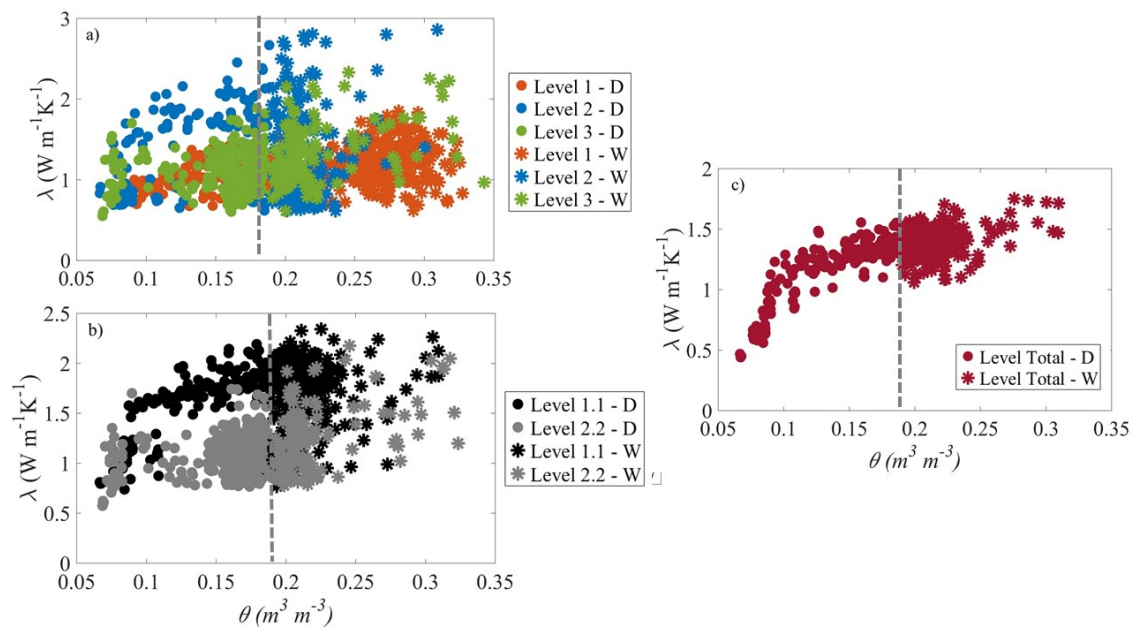 a)
λ (W m⁻¹K⁻¹)
3
2
1
0
0.05 0.1 0.15 0.2 0.25 0.3 0.35
Level 1 - D
Level 2 - D
Level 3 - D
Level 1 - W
Level 2 - W
Level 3 - W
b)
λ (W m⁻¹K⁻¹)
2.5
2
1.5
1
0.5
0
0.05 0.1 0.15 0.2 0.25 0.3 0.35
θ (m³ m⁻³)
Level 1.1 - D
Level 2.2 - D
Level 1.1 - W
Level 2.2 - W
c)
λ (W m⁻¹K⁻¹)
2
1.5
1
0.5
0
0.05 0.1 0.15 0.2 0.25 0.3 0.35
θ (m³ m⁻³)
Level Total - D
Level Total - W